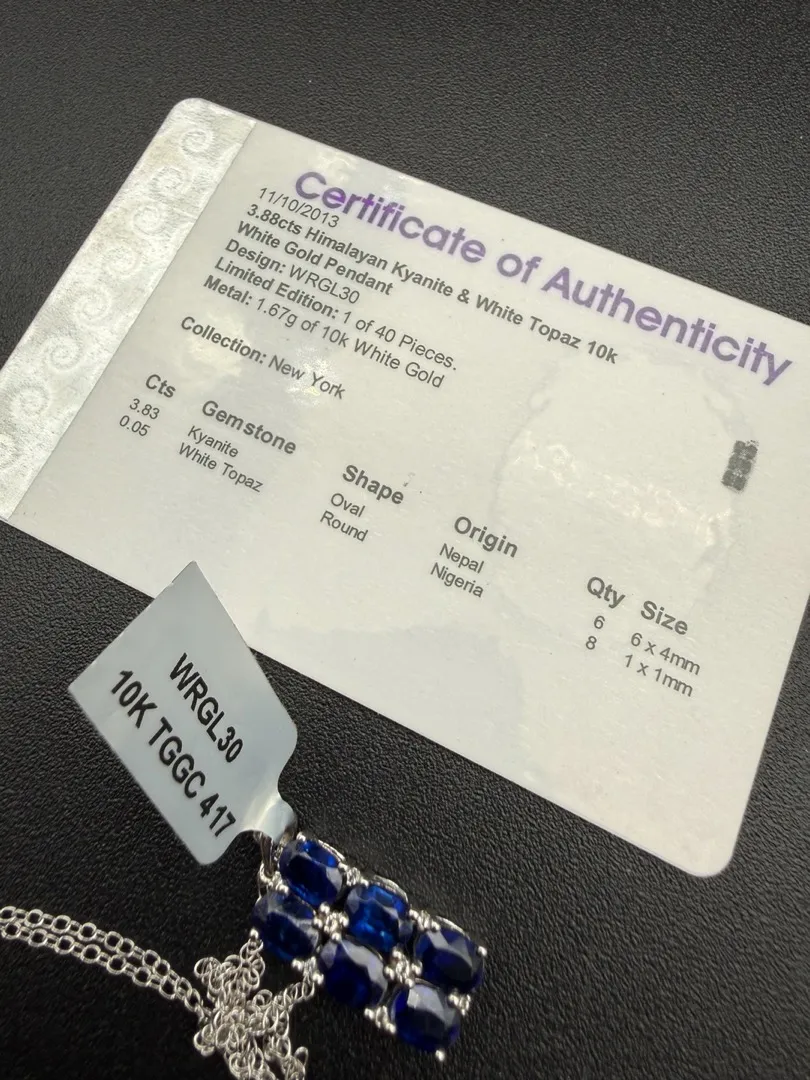 Certificate of Authenticity
11/10/2013
3.88cts Himalayan Kyanite & White Topaz 10k
White Gold Pendant
Design: WRGL30
Limited Edition: 1 of 40 Pieces.
Metal: 1.67g of 10k White Gold
Collection: New York
Cts Gemstone Shape Origin Qty Size
3.83 Kyanite Oval Nepal 6 6 x 4mm
0.05 White Topaz Round Nigeria 8 1 x 1mm
WRGL30
10K TGGC 417